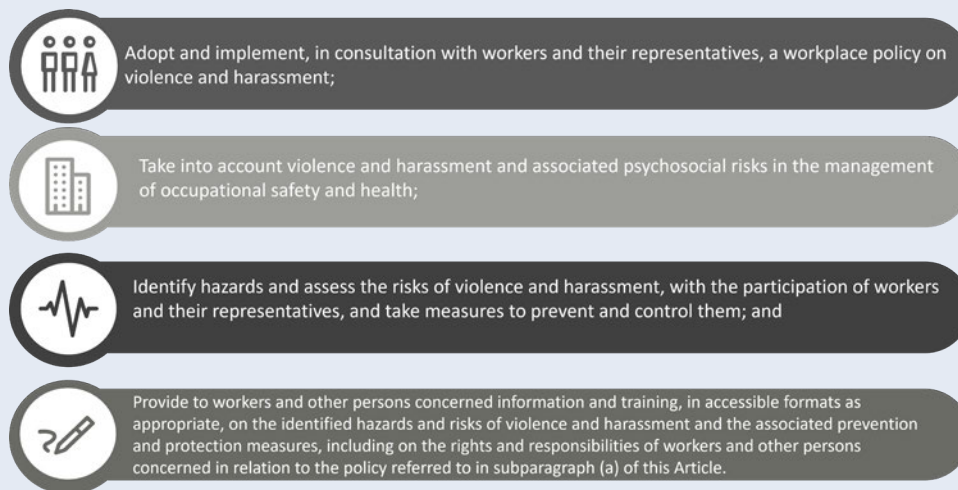 Adopt and implement, in consultation with workers and their representatives, a workplace policy on
violence and harassment;
Take into account violence and harassment and associated psychosocial risks in the management
of occupational safety and health;
Identify hazards and assess the risks of violence and harassment, with the participation of workers
and their representatives, and take measures to prevent and control them; and
Provide to workers and other persons concerned information and training, in accessible formats as
appropriate, on the identified hazards and risks of violence and harassment and the associated prevention
and protection measures, including on the rights and responsibilities of workers and other persons
concerned in relation to the policy referred to in subparagraph (a) of this Article.